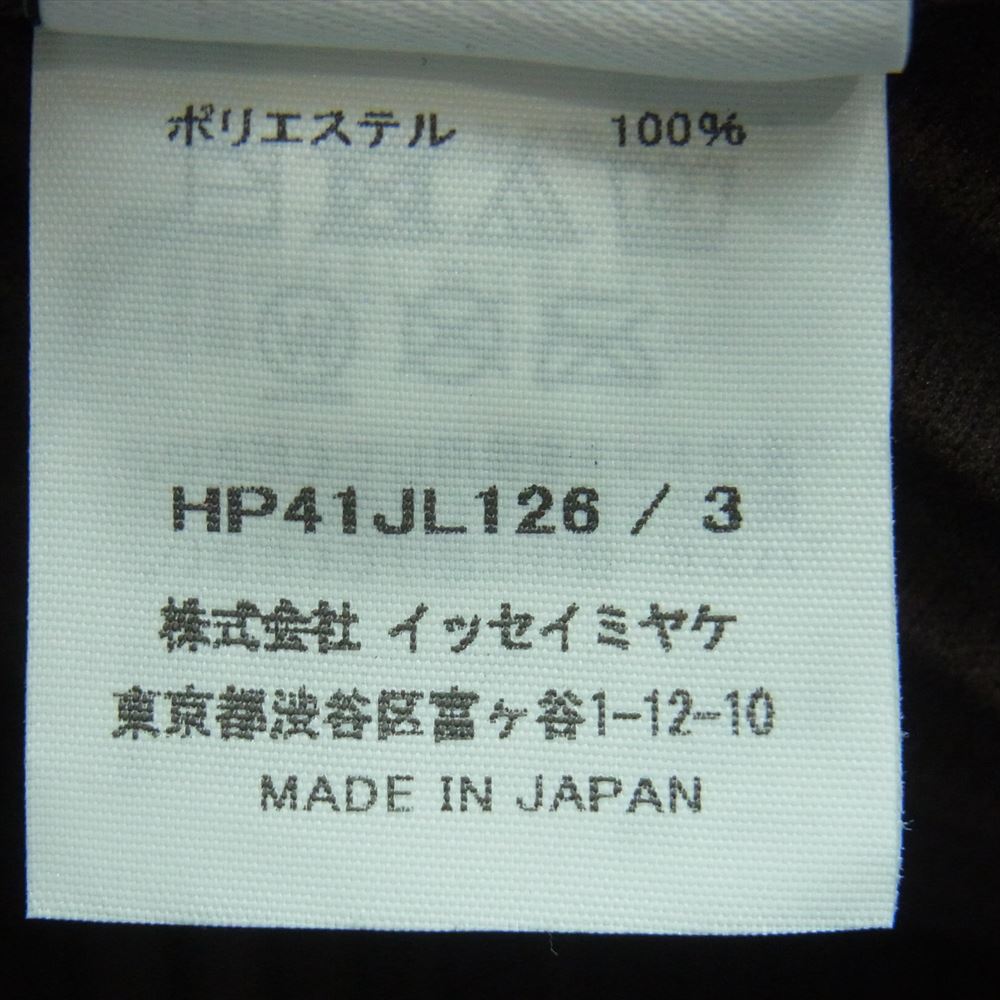 ポリエステル 100%
HP41JL126 / 3
株式会社 イッセイミヤケ
東京都渋谷区富ヶ谷1-12-10
MADE IN JAPAN